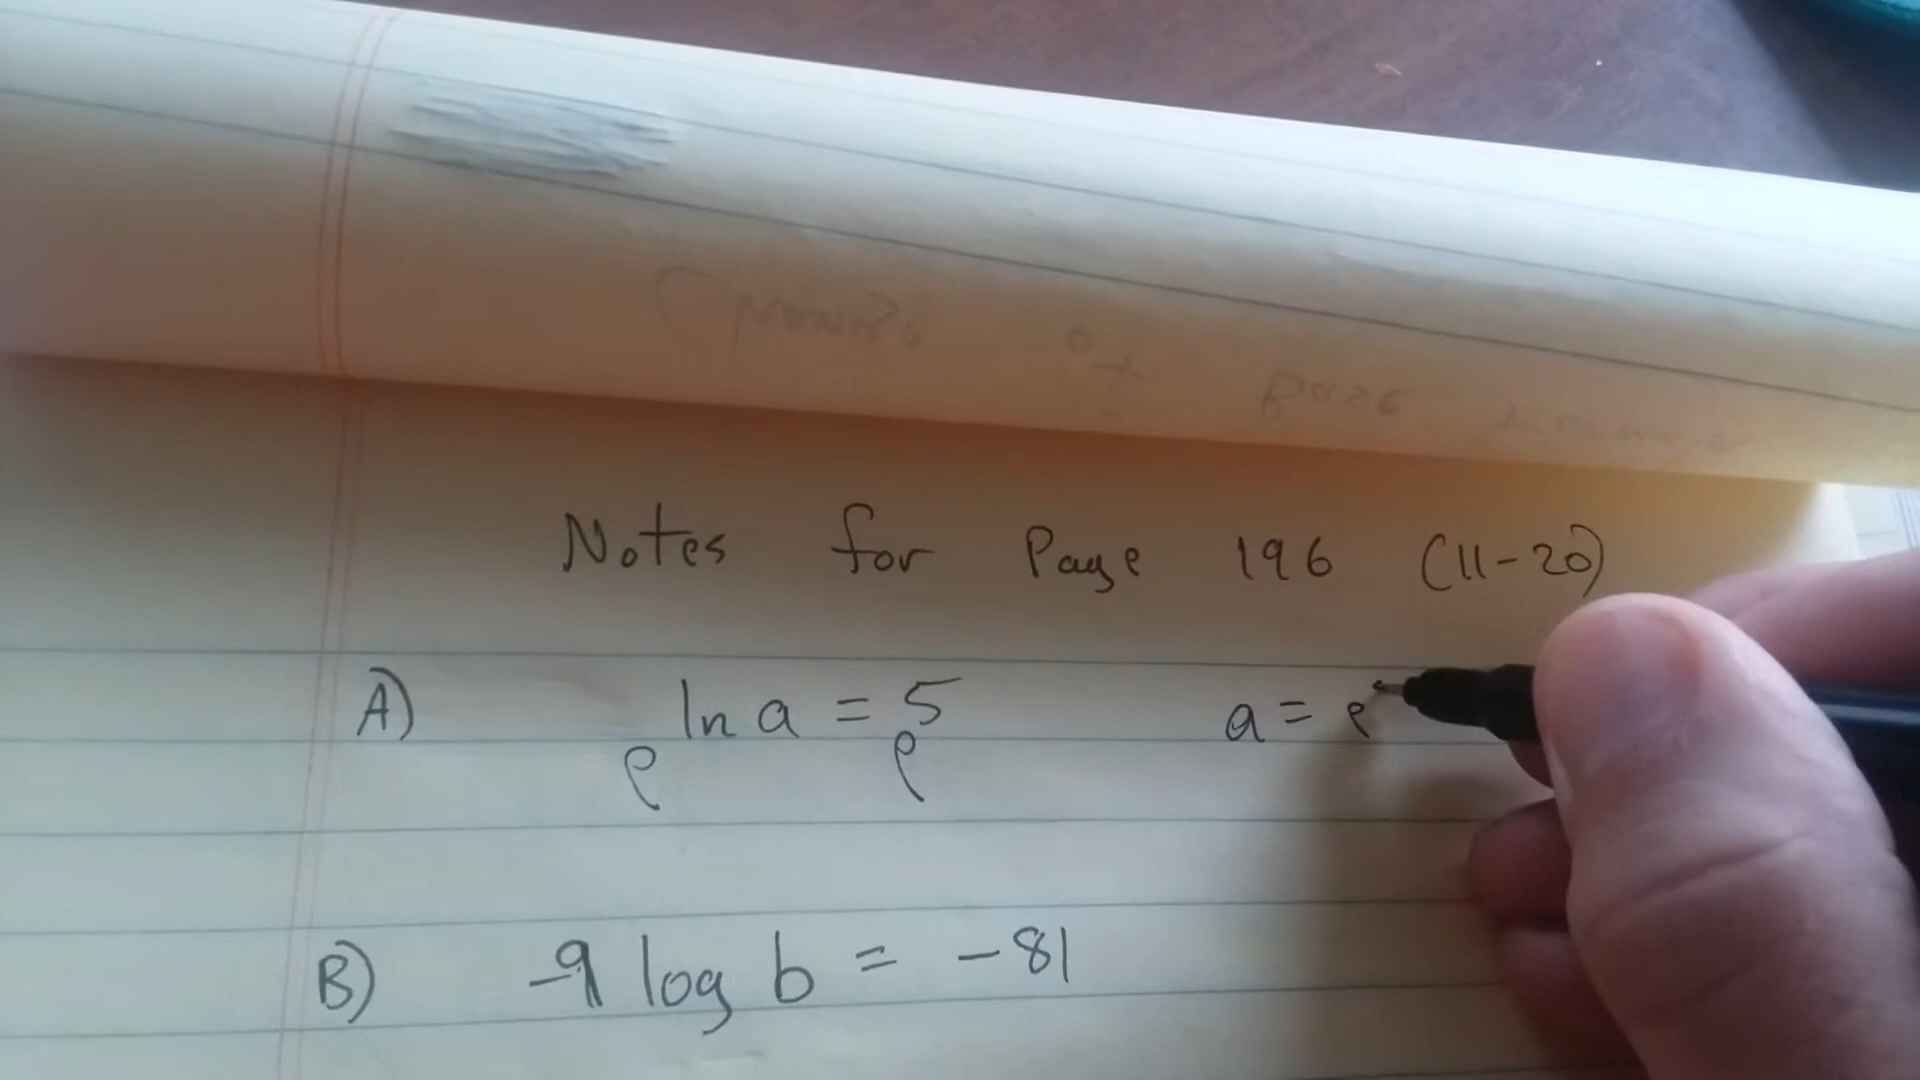 Notes for Page 196 (11-20)
A) e^ln a = e^5 a = e
B) -9 log b = -81